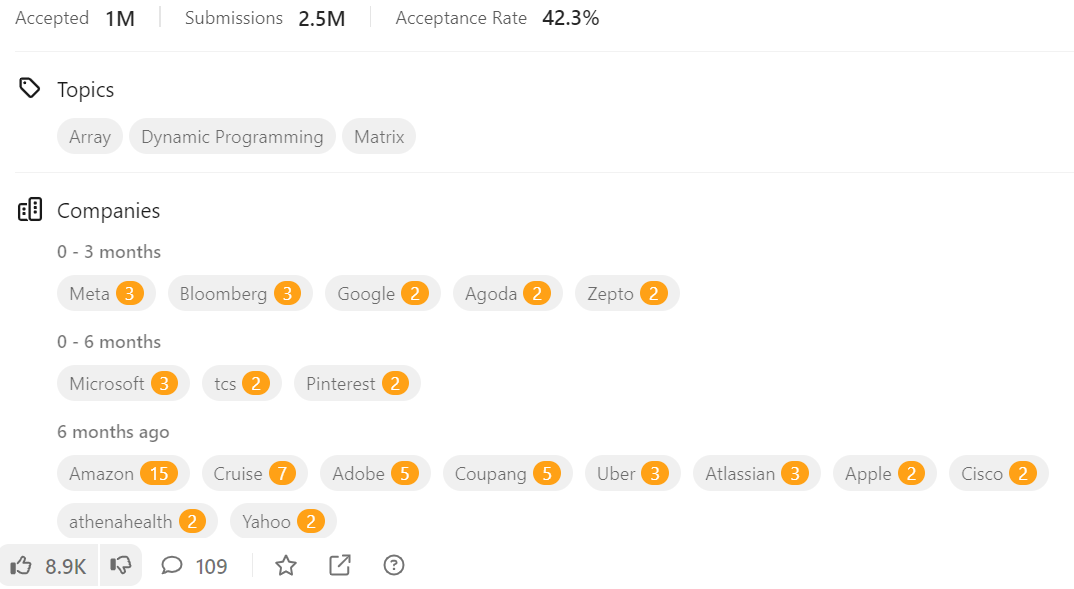 Accepted 1M Submissions 2.5M Acceptance Rate 42.3%
Topics
Array Dynamic Programming Matrix
Companies
0 - 3 months
Meta 3 Bloomberg 3 Google 2 Agoda 2 Zepto 2
0 - 6 months
Microsoft 3 tcs 2 Pinterest 2
6 months ago
Amazon 15 Cruise 7 Adobe 5 Coupang 5 Uber 3 Atlassian 3 Apple 2 Cisco 2
athenahealth 2 Yahoo 2
8.9K 109